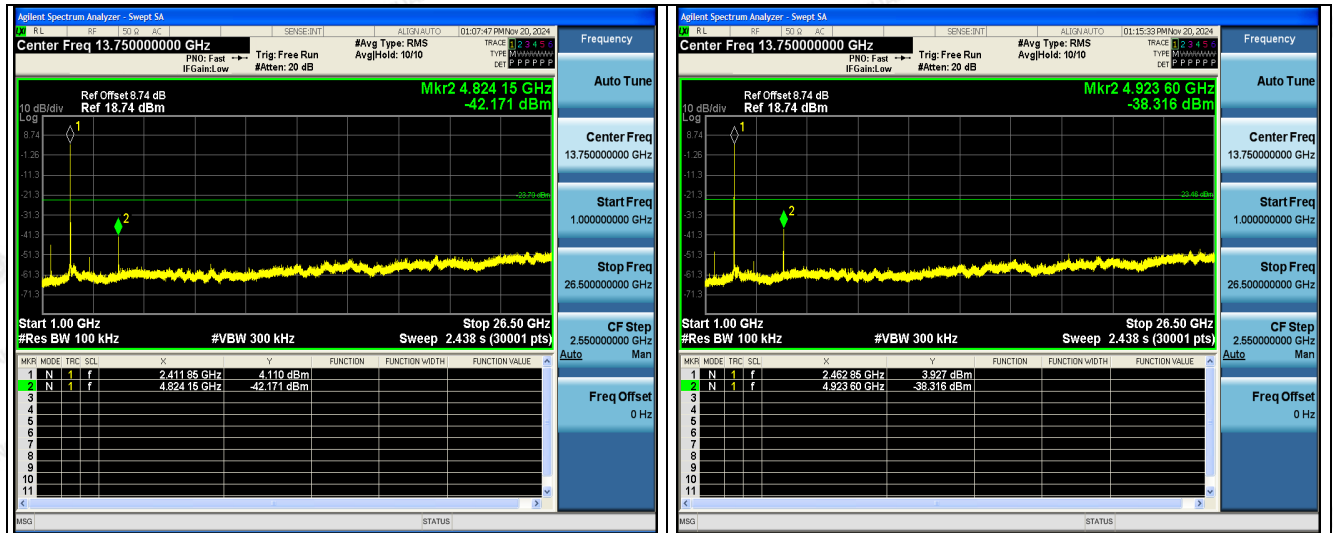 Agilent Spectrum Analyzer - Swept SA
LXI RL RF 50 Ω AC SENSE:INT ALIGN AUTO 01:07:47 PM Nov 20, 2024
Center Freq 13.750000000 GHz
PNO: Fast
IFGain:Low
Trig: Free Run
#Atten: 20 dB
#Avg Type: RMS
Avg|Hold: 10/10
TRACE 1 2 3 4 5 6
TYPE M
DET P P P P P P
Frequency
Mkr2 4.824 15 GHz
-42.171 dBm
Ref Offset 8.74 dB
10 dB/div Ref 18.74 dBm
Log
8.74
-1.26
-11.3
-21.3
-31.3
-41.3
-51.3
-61.3
-71.3
1
2
-23.79 dBm
Start 1.00 GHz Stop 26.50 GHz
#Res BW 100 kHz #VBW 300 kHz Sweep 2.438 s (30001 pts)
MKR MODE TRC SCL X Y FUNCTION FUNCTION WIDTH FUNCTION VALUE
1 N 1 f 2.411 85 GHz 4.110 dBm
2 N 1 f 4.824 15 GHz -42.171 dBm
3
4
5
6
7
8
9
10
11
MSG STATUS
Auto Tune
Center Freq
13.750000000 GHz
Start Freq
1.000000000 GHz
Stop Freq
26.500000000 GHz
CF Step
2.550000000 GHz
Auto Man
Freq Offset
0 Hz
Agilent Spectrum Analyzer - Swept SA
LXI RL RF 50 Ω AC SENSE:INT ALIGN AUTO 01:15:33 PM Nov 20, 2024
Center Freq 13.750000000 GHz
PNO: Fast
IFGain:Low
Trig: Free Run
#Atten: 20 dB
#Avg Type: RMS
Avg|Hold: 10/10
TRACE 1 2 3 4 5 6
TYPE M
DET P P P P P P
Frequency
Mkr2 4.923 60 GHz
-38.316 dBm
Ref Offset 8.74 dB
10 dB/div Ref 18.74 dBm
Log
8.74
-1.26
-11.3
-21.3
-31.3
-41.3
-51.3
-61.3
-71.3
1
2
Start 1.00 GHz Stop 26.50 GHz
#Res BW 100 kHz #VBW 300 kHz Sweep 2.438 s (30001 pts)
MKR MODE TRC SCL X Y FUNCTION FUNCTION WIDTH FUNCTION VALUE
1 N 1 f 2.462 85 GHz 3.927 dBm
2 N 1 f 4.923 60 GHz -38.316 dBm
3
4
5
6
7
8
9
10
11
MSG STATUS
Auto Tune
Center Freq
13.750000000 GHz
Start Freq
1.000000000 GHz
Stop Freq
26.500000000 GHz
CF Step
2.550000000 GHz
Auto Man
Freq Offset
0 Hz